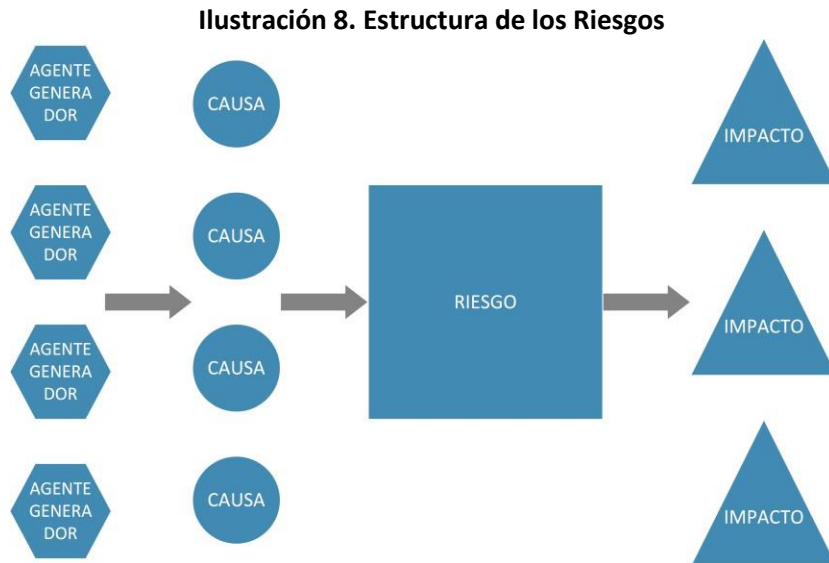 Ilustración 8. Estructura de los Riesgos
AGENTE
GENERA
DOR
AGENTE
GENERA
DOR
AGENTE
GENERA
DOR
AGENTE
GENERA
DOR
CAUSA
CAUSA
CAUSA
CAUSA
RIESGO
IMPACTO
IMPACTO
IMPACTO